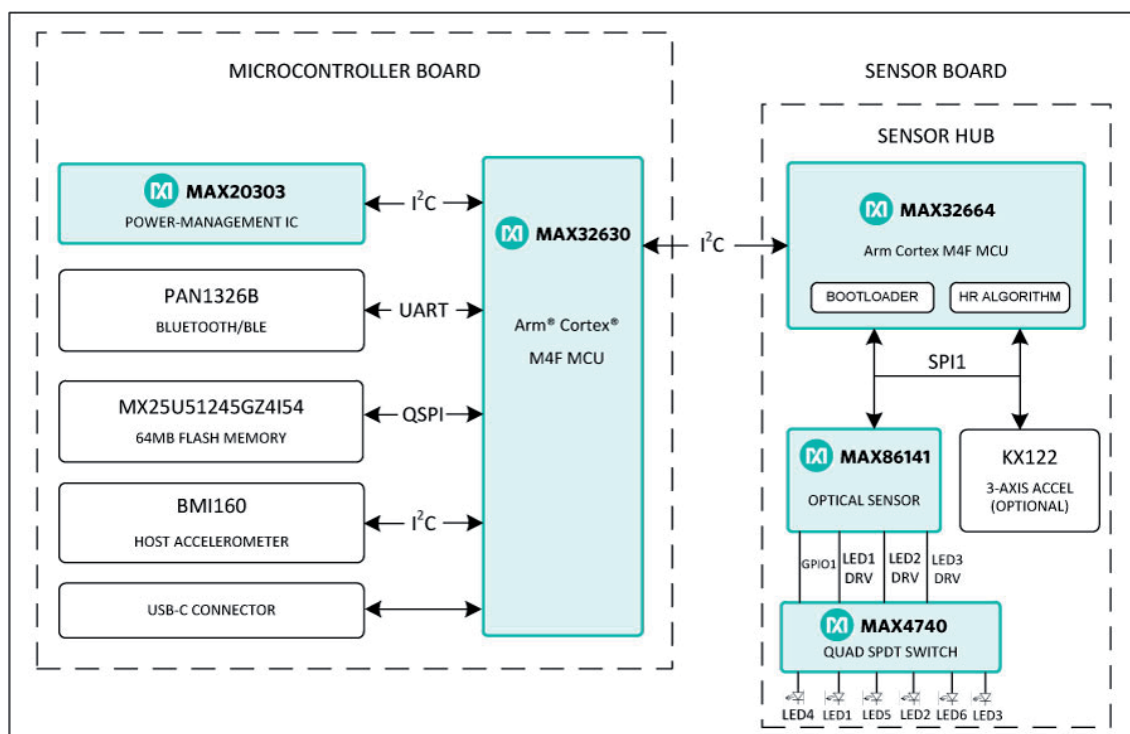 MICROCONTROLLER BOARD
MAX20303
POWER-MANAGEMENT IC
I²C
PAN1326B
BLUETOOTH/BLE
UART
MX25U51245GZ4I54
64MB FLASH MEMORY
QSPI
BMI160
HOST ACCELEROMETER
I²C
USB-C CONNECTOR
MAX32630
Arm® Cortex®
M4F MCU
I²C
SENSOR BOARD
SENSOR HUB
MAX32664
Arm Cortex M4F MCU
BOOTLOADER
HR ALGORITHM
SPI1
MAX86141
OPTICAL SENSOR
KX122
3-AXIS ACCEL
(OPTIONAL)
GPIO1
LED1
DRV
LED2
DRV
LED3
DRV
MAX4740
QUAD SPDT SWITCH
LED4
LED1
LED5
LED2
LED6
LED3